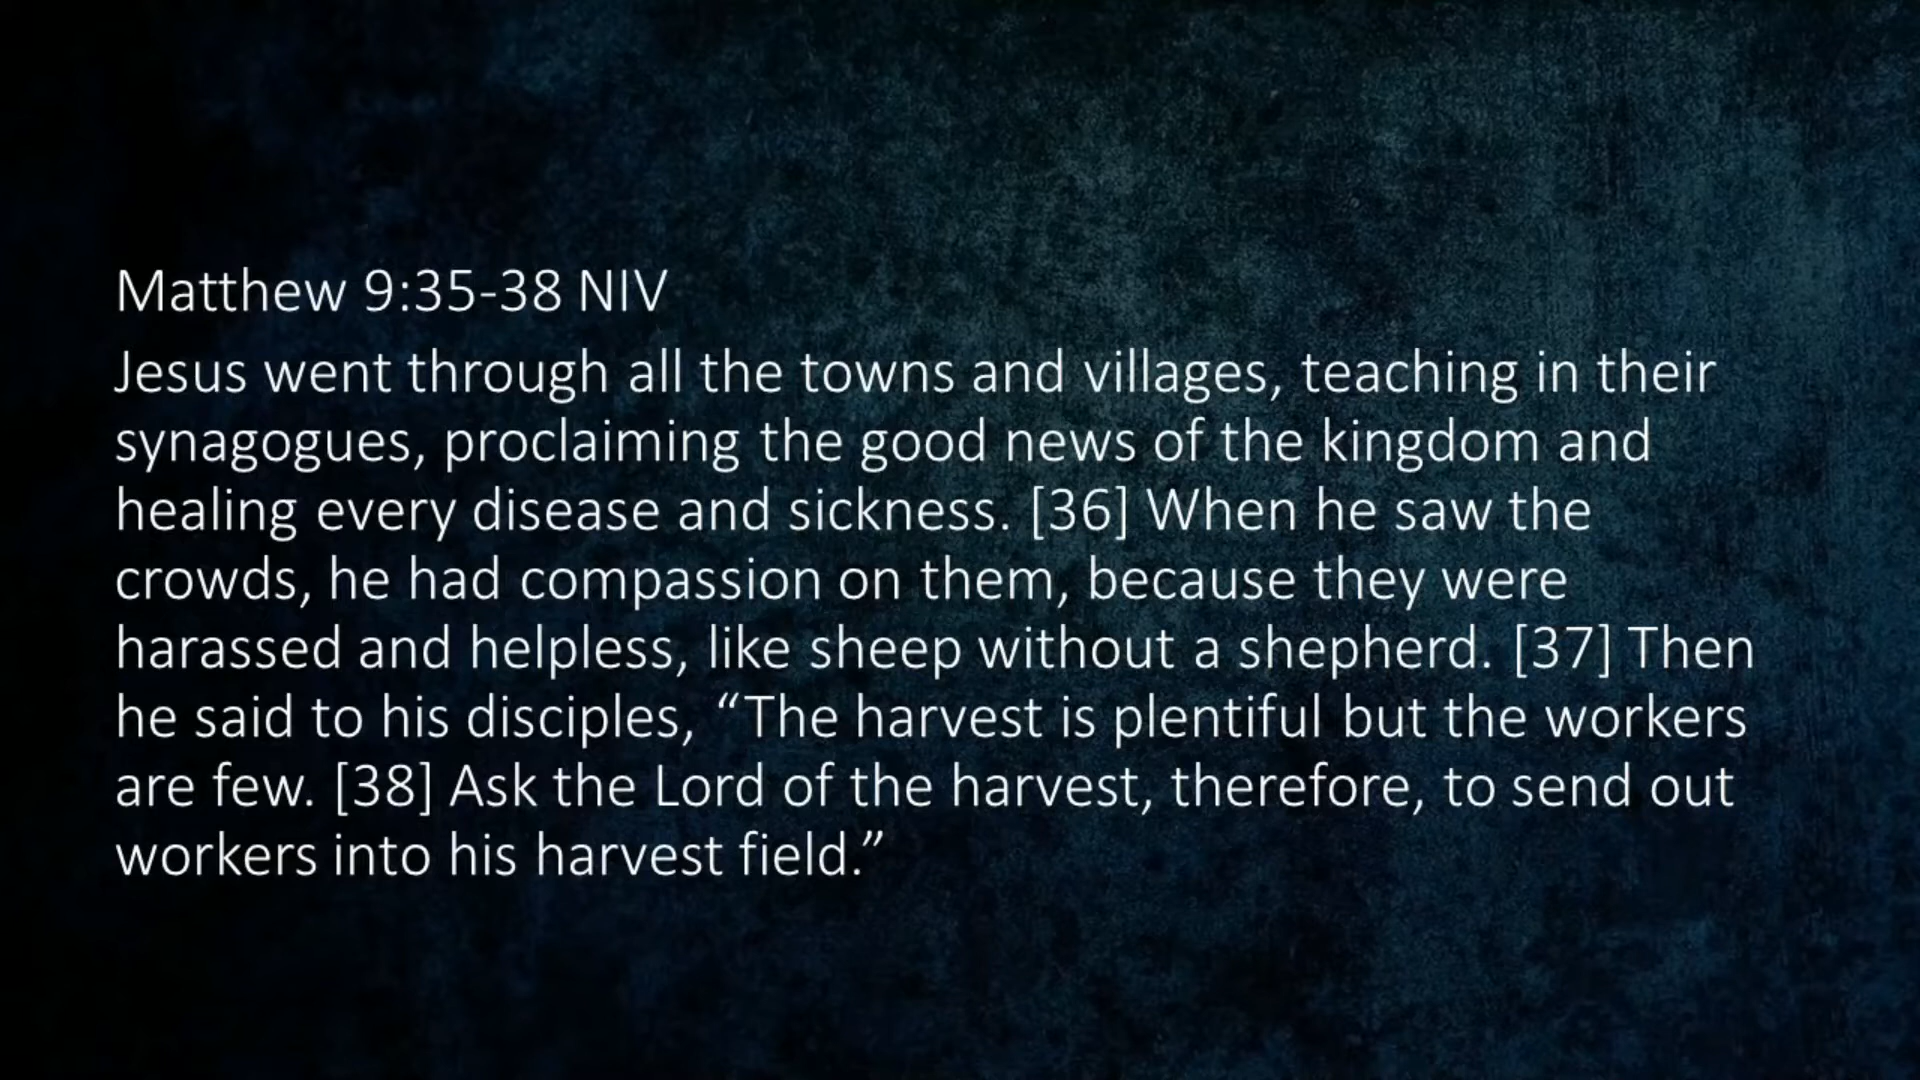 Matthew 9:35-38 NIV
Jesus went through all the towns and villages, teaching in their
synagogues, proclaiming the good news of the kingdom and
healing every disease and sickness. [36] When he saw the
crowds, he had compassion on them, because they were
harassed and helpless, like sheep without a shepherd. [37] Then
he said to his disciples, “The harvest is plentiful but the workers
are few. [38] Ask the Lord of the harvest, therefore, to send out
workers into his harvest field.”